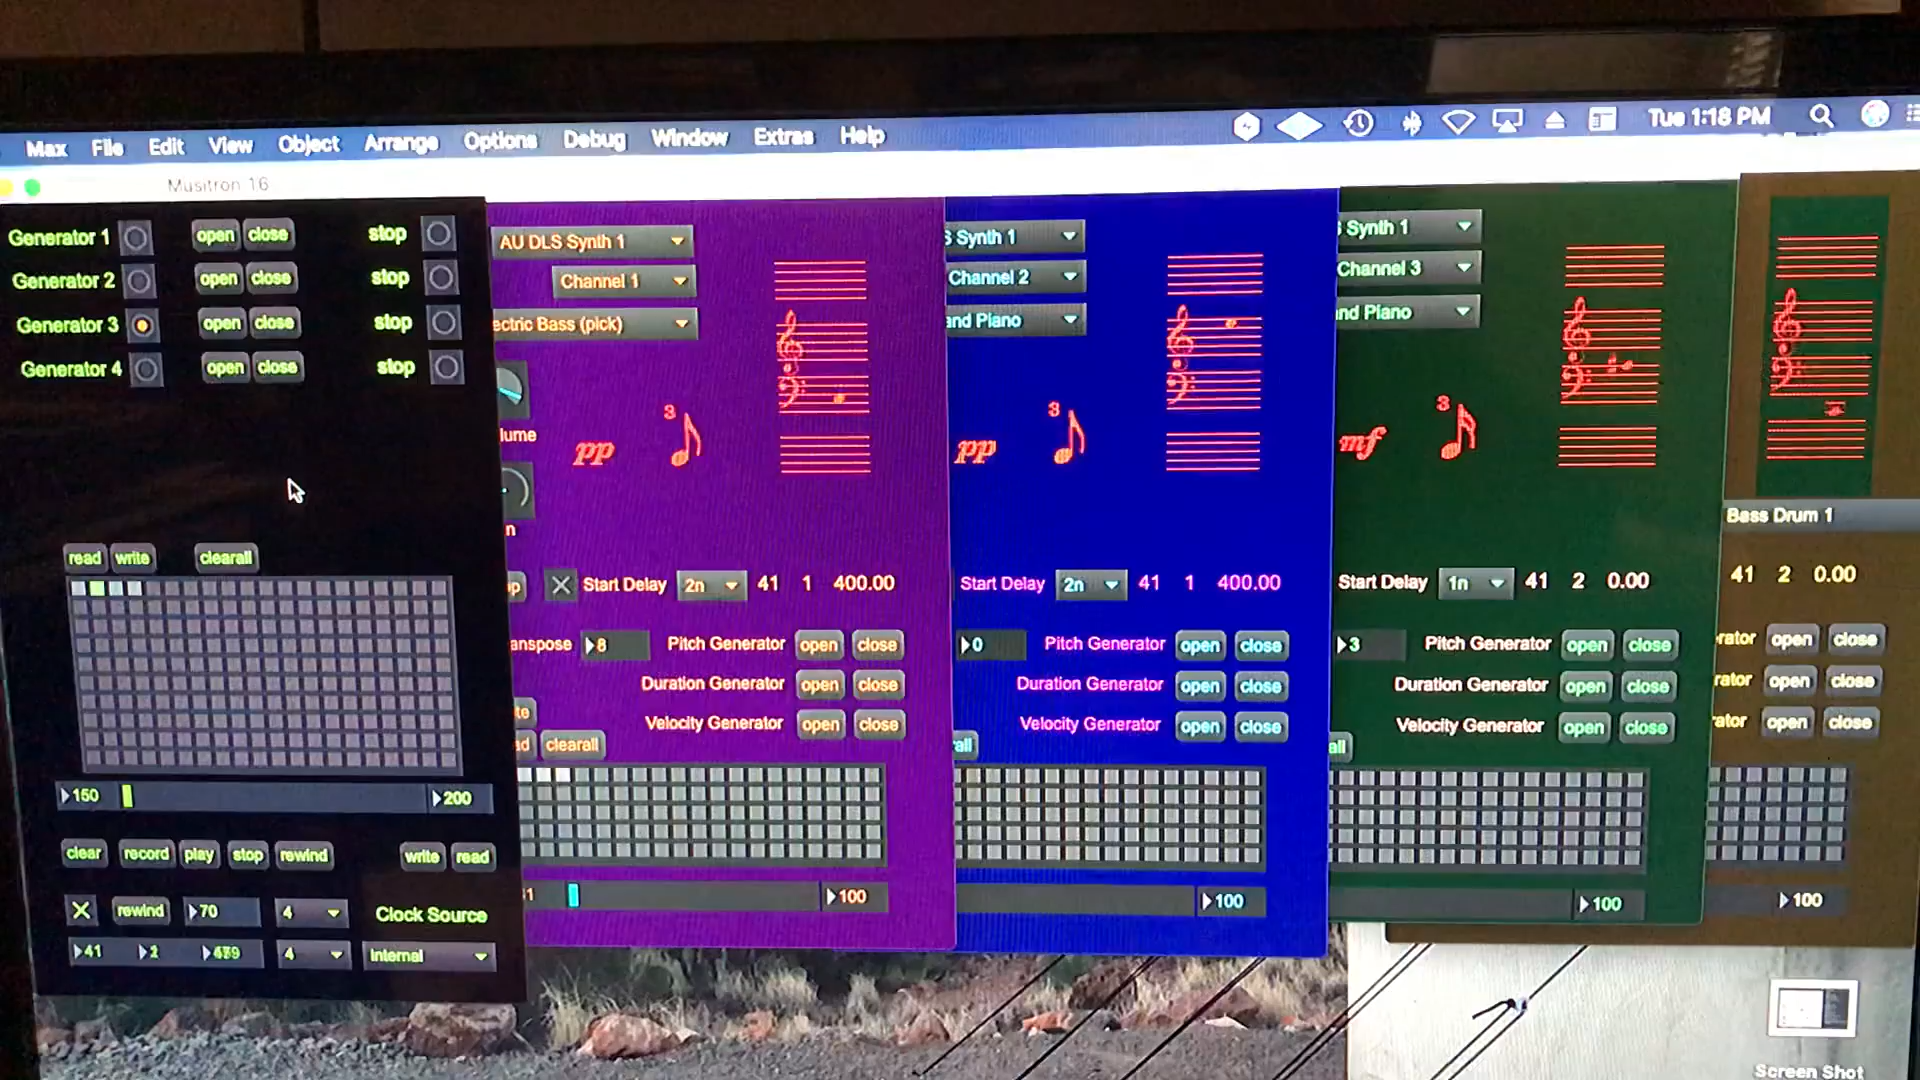 Max File Edit View Object Arrange Options Debug Window Extras Help Tue 1:18 PM
Musitron 1.6
Generator 1 open close stop
Generator 2 open close stop
Generator 3 open close stop
Generator 4 open close stop
read write clearall
150 200
clear record play stop rewind write read
rewind 70 4 Clock Source
41 2 4 Internal
AU DLS Synth 1
Channel 1
ectric Bass (pick)
lume
pp 3
n
Start Delay 2n 41 1 400.00
anspose 8 Pitch Generator open close
Duration Generator open close
Velocity Generator open close
clearall
100
S Synth 1
Channel 2
and Piano
pp 3
Start Delay 2n 41 1 400.00
0 Pitch Generator open close
Duration Generator open close
Velocity Generator open close
all
100
Synth 1
Channel 3
nd Piano
mf 3
Start Delay 1n 41 2 0.00
3 Pitch Generator open close
Duration Generator open close
Velocity Generator open close
all
100
Bass Drum 1
41 2 0.00
rator open close
rator open close
rator open close
100
Screen Shot